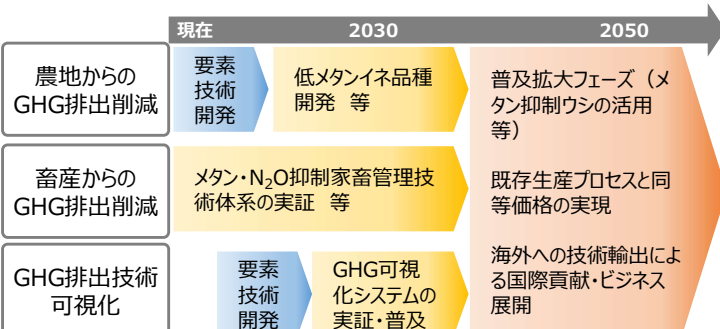 現在 2030 2050
農地からの
GHG排出削減
要素
技術
開発
低メタンイネ品種
開発 等
畜産からの
GHG排出削減
メタン・N₂O抑制家畜管理技
術体系の実証 等
GHG排出技術
可視化
要素
技術
開発
GHG可視
化システムの
実証・普及
普及拡大フェーズ（メ
タン抑制ウシの活用
等）
既存生産プロセスと同
等価格の実現
海外への技術輸出によ
る国際貢献・ビジネス
展開